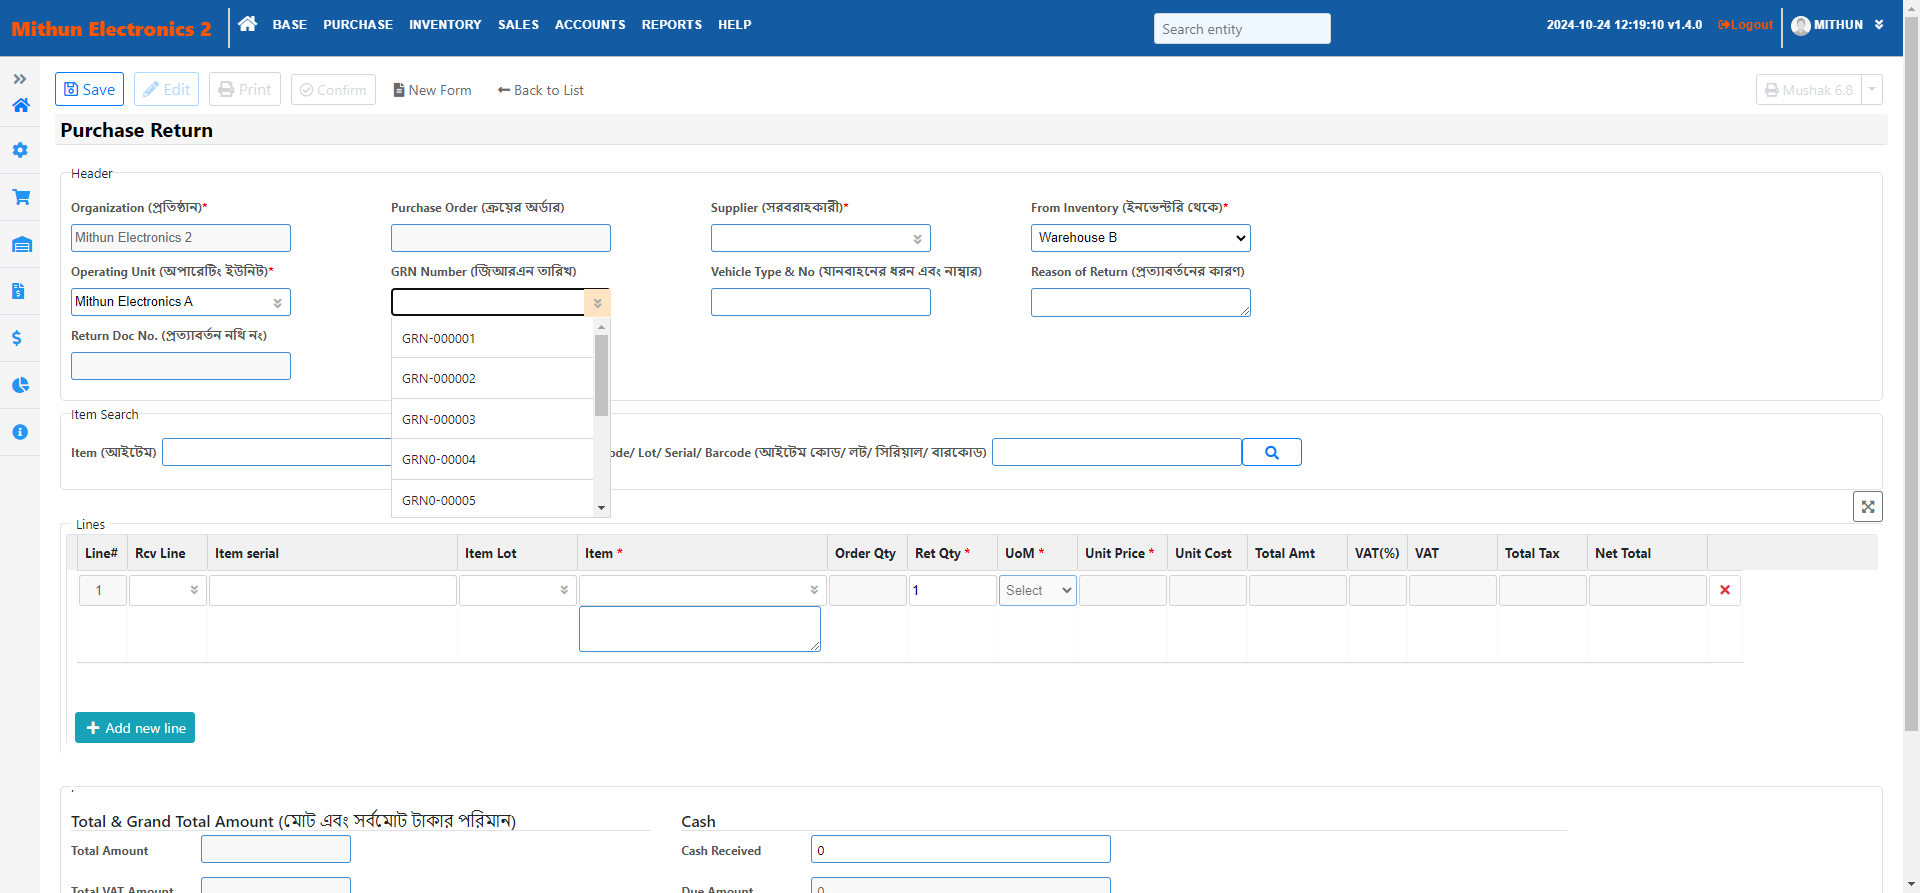 Mithun Electronics 2
BASE PURCHASE INVENTORY SALES ACCOUNTS REPORTS HELP
Search entity
2024-10-24 12:19:10 v1.4.0
Logout
MITHUN
Save Edit Print Confirm New Form Back to List
Mushak 6.8
Purchase Return
Header
Organization (প্রতিষ্ঠান)* Purchase Order (ক্রয়ের অর্ডার) Supplier (সরবরাহকারী)* From Inventory (ইনভেন্টরি থেকে)*
Mithun Electronics 2 Warehouse B
Operating Unit (অপারেটিং ইউনিট)* GRN Number (জিআরএন তারিখ) Vehicle Type & No (যানবাহনের ধরন এবং নাম্বার) Reason of Return (প্রত্যাবর্তনের কারণ)
Mithun Electronics A
Return Doc No. (প্রত্যাবর্তন নথি নং)
GRN-000001
GRN-000002
GRN-000003
GRN0-00004
GRN0-00005
Item Search
Item (আইটেম) ode/ Lot/ Serial/ Barcode (আইটেম কোড/ লট/ সিরিয়াল/ বারকোড)
Lines
Line# Rcv Line Item serial Item Lot Item * Order Qty Ret Qty * UoM * Unit Price * Unit Cost Total Amt VAT(%) VAT Total Tax Net Total
1 1 Select
Add new line
Total & Grand Total Amount (মোট এবং সর্বমোট টাকার পরিমান) Cash
Total Amount Cash Received 0
Total VAT Amount Due Amount 0